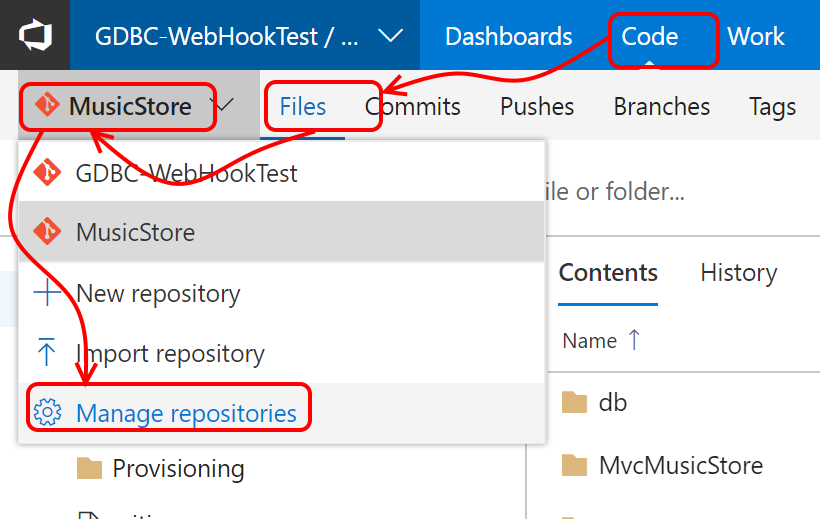 GDBC-WebHookTest / ...
Dashboards
Code
Work
MusicStore
Files
Commits
Pushes
Branches
Tags
GDBC-WebHookTest
ile or folder...
MusicStore
Contents
History
New repository
Name
Import repository
db
Manage repositories
MvcMusicStore
Provisioning